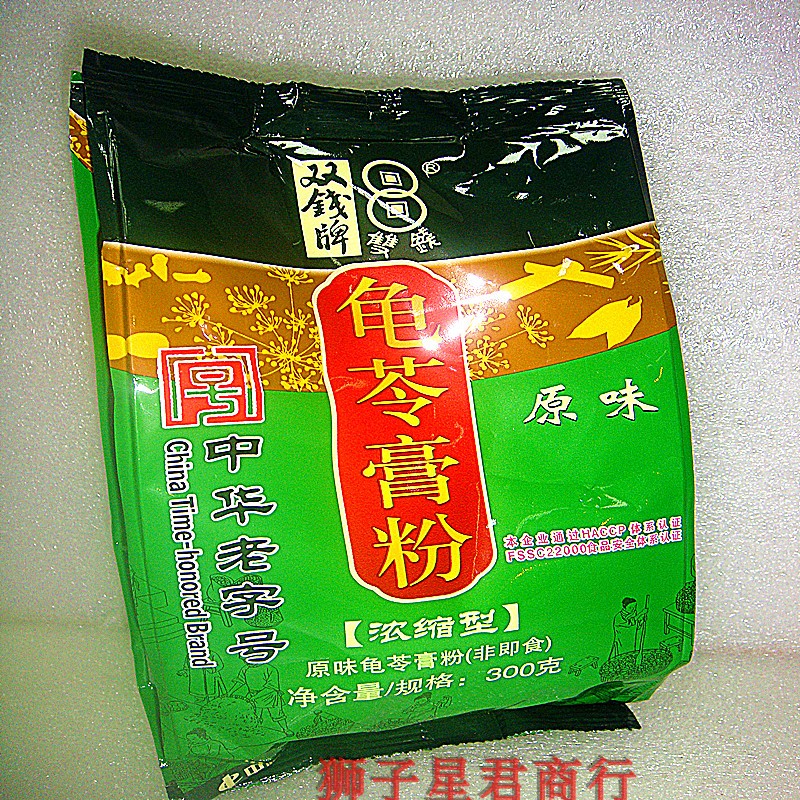 双钱牌
®
雙錢
龟苓膏粉
原味
中华老字号
China Time-honored Brand
本企业通过HACCP体系认证
FSSC22000食品安全体系认证
【浓缩型】
原味龟苓膏粉(非即食)
净含量/规格：300克
狮子星君商行